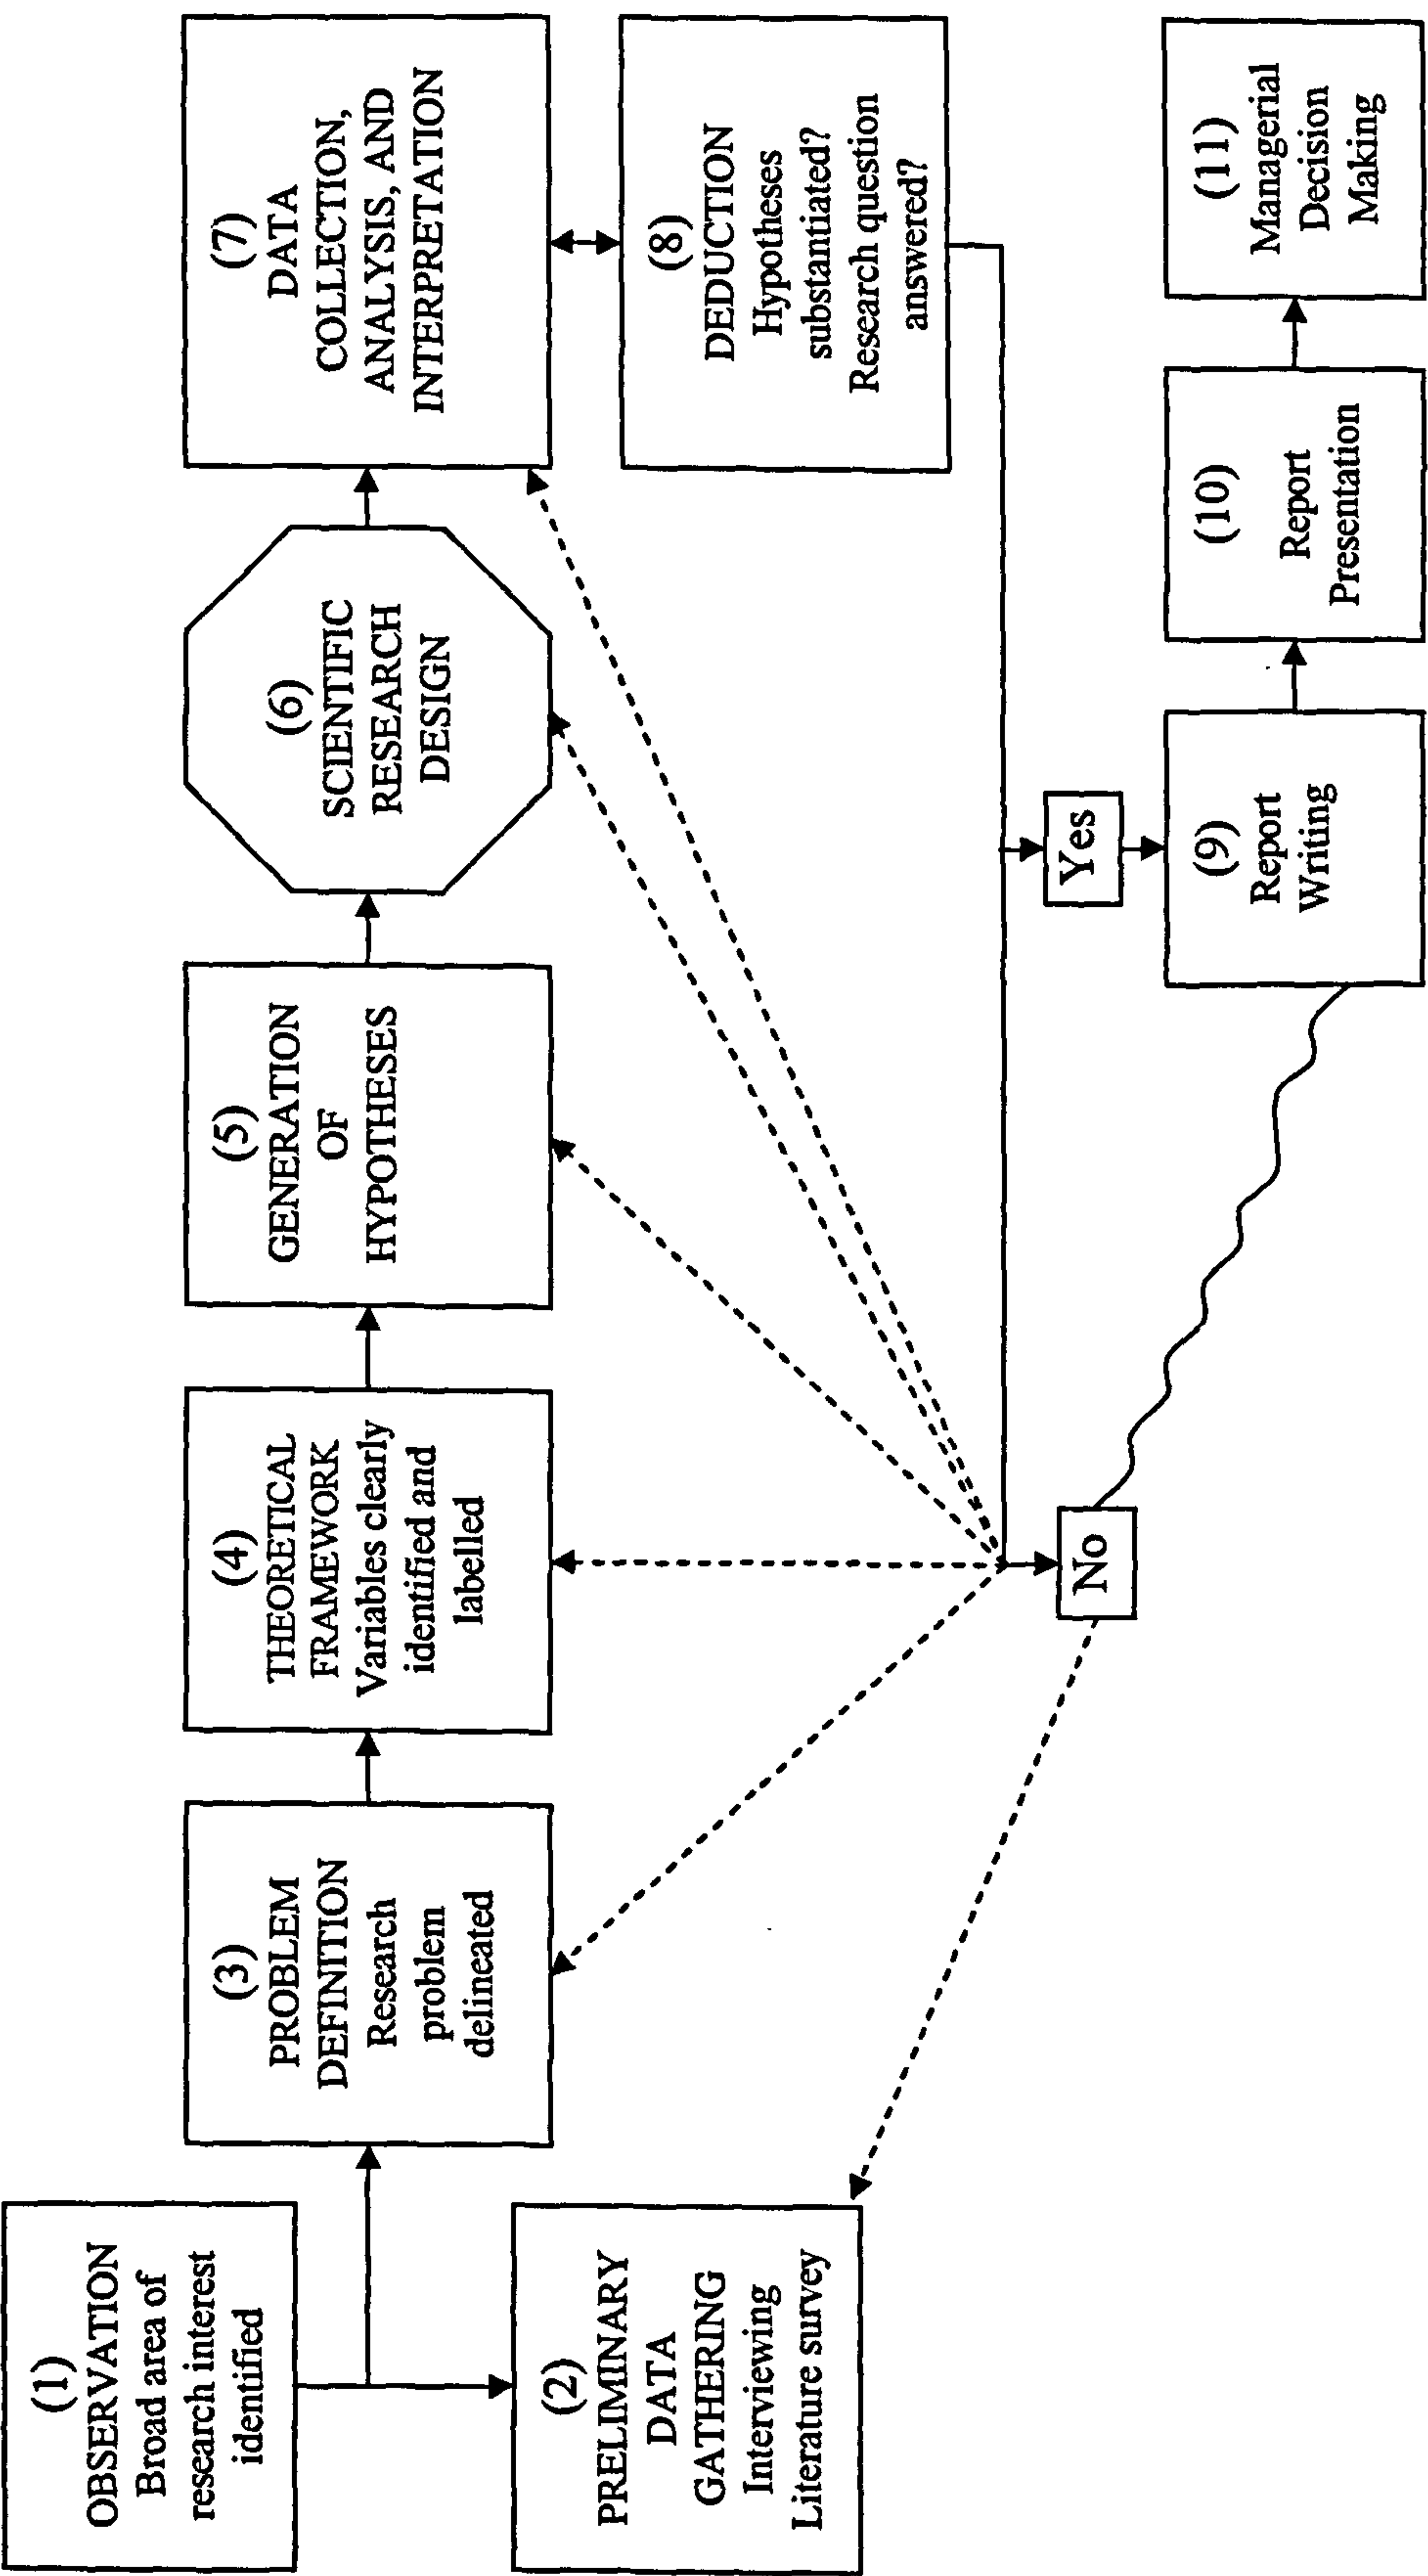 (1)
OBSERVATION
Broad area of
research interest
identified
(2)
PRELIMINARY
DATA
GATHERING
Interviewing
Literature survey
(3)
PROBLEM
DEFINITION
Research
problem
delineated
(4)
THEORETICAL
FRAMEWORK
Variables clearly
identified and
labelled
(5)
GENERATION
OF
HYPOTHESES
(6)
SCIENTIFIC
RESEARCH
DESIGN
(7)
DATA
COLLECTION,
ANALYSIS, AND
INTERPRETATION
(8)
DEDUCTION
Hypotheses
substantiated?
Research question
answered?
No
Yes
(9)
Report
Writing
(10)
Report
Presentation
(11)
Managerial
Decision
Making